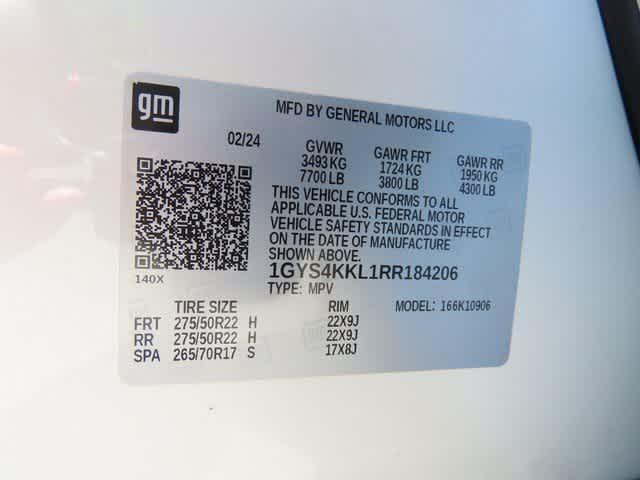 gm
MFD BY GENERAL MOTORS LLC
02/24 GVWR GAWR FRT GAWR RR
3493 KG 1724 KG 1950 KG
7700 LB 3800 LB 4300 LB
THIS VEHICLE CONFORMS TO ALL
APPLICABLE U.S. FEDERAL MOTOR
VEHICLE SAFETY STANDARDS IN EFFECT
ON THE DATE OF MANUFACTURE
SHOWN ABOVE.
1GYS4KKL1RR184206
140X TYPE: MPV
TIRE SIZE RIM MODEL: 166K10906
FRT 275/50R22 H 22X9J
RR 275/50R22 H 22X9J
SPA 265/70R17 S 17X8J